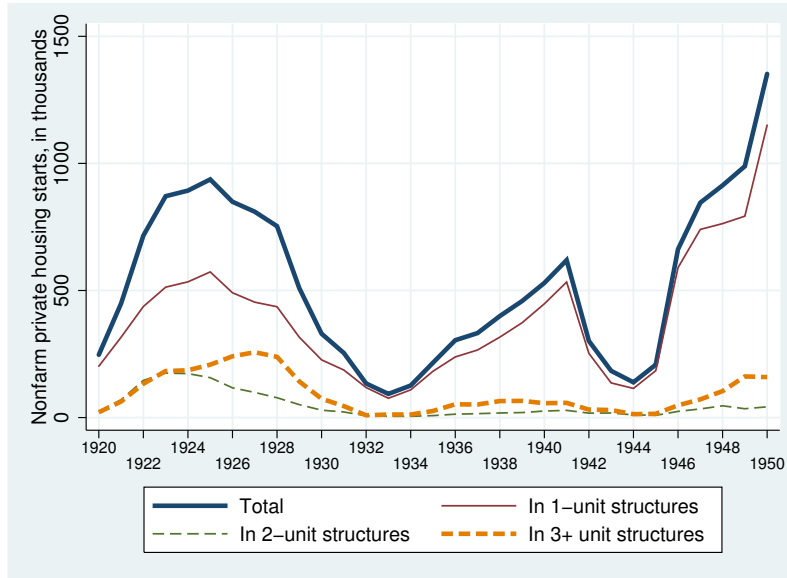 Nonfarm private housing starts, in thousands
1500
1000
500
0
1920 1922 1924 1926 1928 1930 1932 1934 1936 1938 1940 1942 1944 1946 1948 1950
Total
In 1−unit structures
In 2−unit structures
In 3+ unit structures